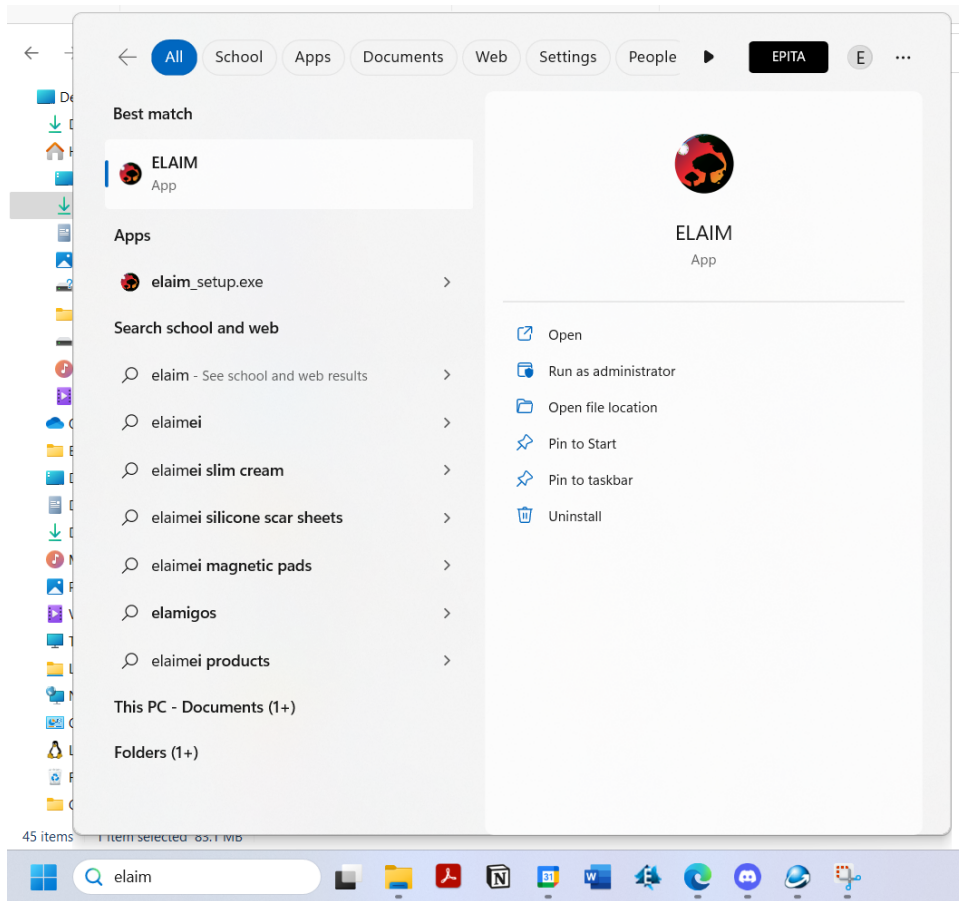 All School Apps Documents Web Settings People EPITA E ...
Best match
ELAIM
App
Apps
elaim_setup.exe
Search school and web
elaim - See school and web results
elaimei
elaimei slim cream
elaimei silicone scar sheets
elaimei magnetic pads
elamigos
elaimei products
This PC - Documents (1+)
Folders (1+)
ELAIM
App
Open
Run as administrator
Open file location
Pin to Start
Pin to taskbar
Uninstall
45 items 1 item selected 83.1 MB
elaim
31
W